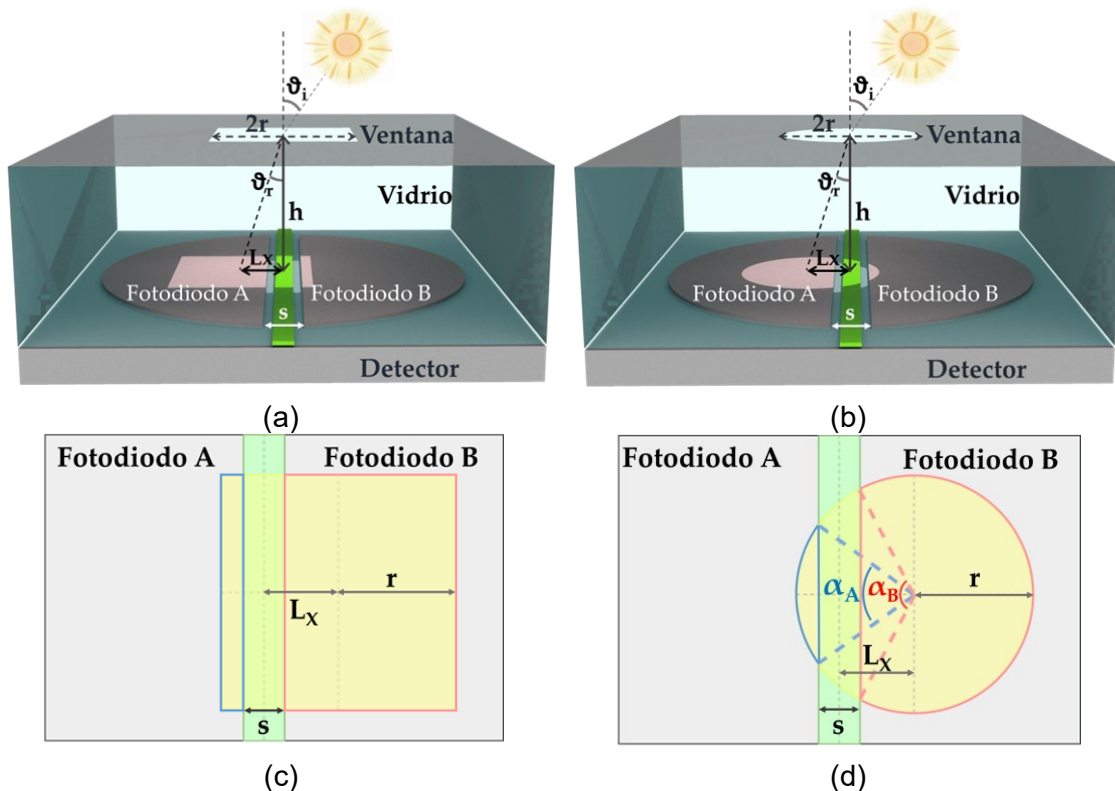 ϑi
2r
Ventana
ϑr
Vidrio
h
Lx
Fotodiodo A
Fotodiodo B
s
Detector
(a)
ϑi
2r
Ventana
ϑr
Vidrio
h
Lx
Fotodiodo A
Fotodiodo B
s
Detector
(b)
Fotodiodo A
Fotodiodo B
r
LX
s
(c)
Fotodiodo A
Fotodiodo B
αA
αB
r
LX
s
(d)